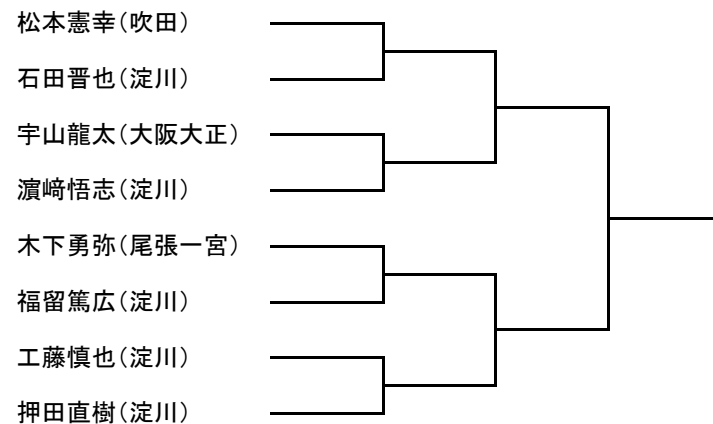 松本憲幸(吹田)
石田晋也(淀川)
宇山龍太(大阪大正)
濵﨑悟志(淀川)
木下勇弥(尾張一宮)
福留篤広(淀川)
工藤慎也(淀川)
押田直樹(淀川)